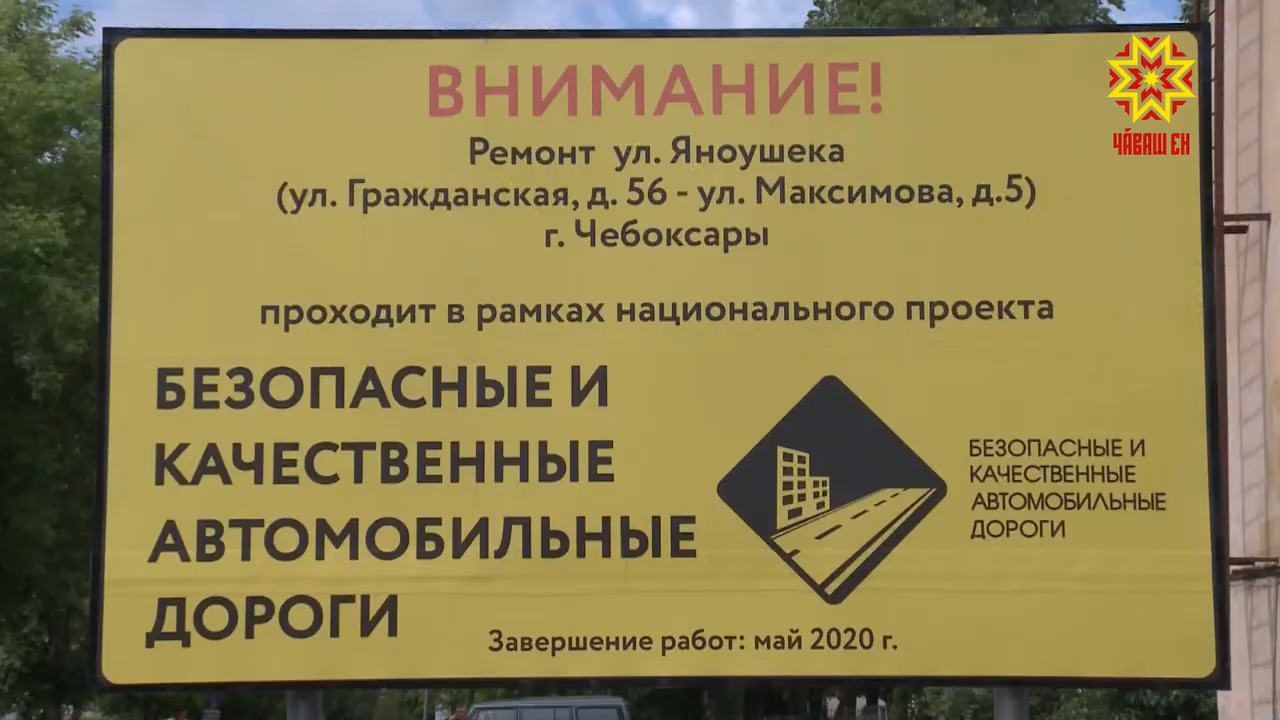 ВНИМАНИЕ!
Ремонт ул. Яноушека
(ул. Гражданская, д. 56 - ул. Максимова, д.5)
г. Чебоксары
проходит в рамках национального проекта
БЕЗОПАСНЫЕ И
КАЧЕСТВЕННЫЕ
АВТОМОБИЛЬНЫЕ
ДОРОГИ
БЕЗОПАСНЫЕ И
КАЧЕСТВЕННЫЕ
АВТОМОБИЛЬНЫЕ
ДОРОГИ
Завершение работ: май 2020 г.
ЧӐВАШ ЕН